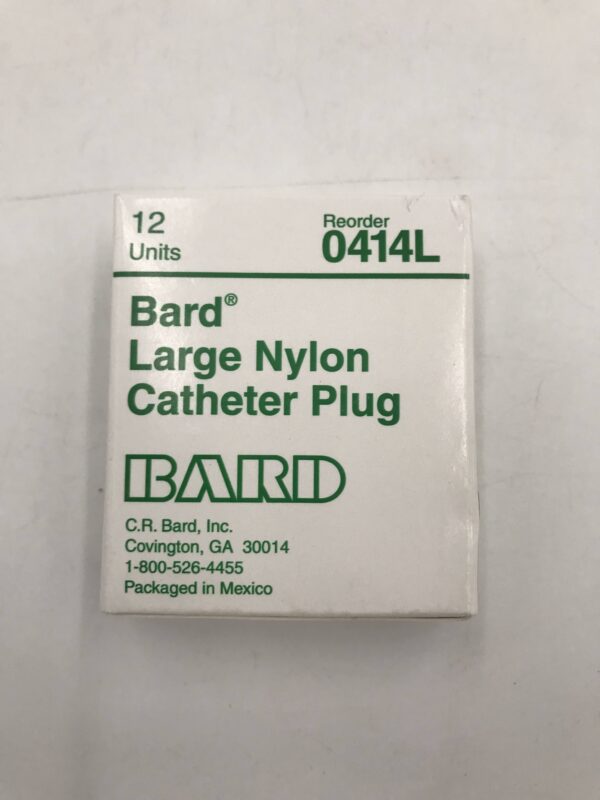 12
Units
Reorder
0414L
Bard®
Large Nylon
Catheter Plug
BARD
C.R. Bard, Inc.
Covington, GA 30014
1-800-526-4455
Packaged in Mexico